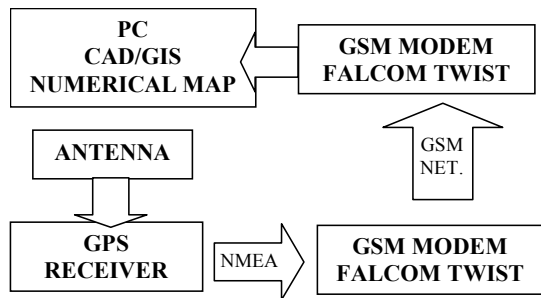 PC
CAD/GIS
NUMERICAL MAP
GSM MODEM
FALCOM TWIST
ANTENNA
GSM
NET.
GPS
RECEIVER
NMEA
GSM MODEM
FALCOM TWIST